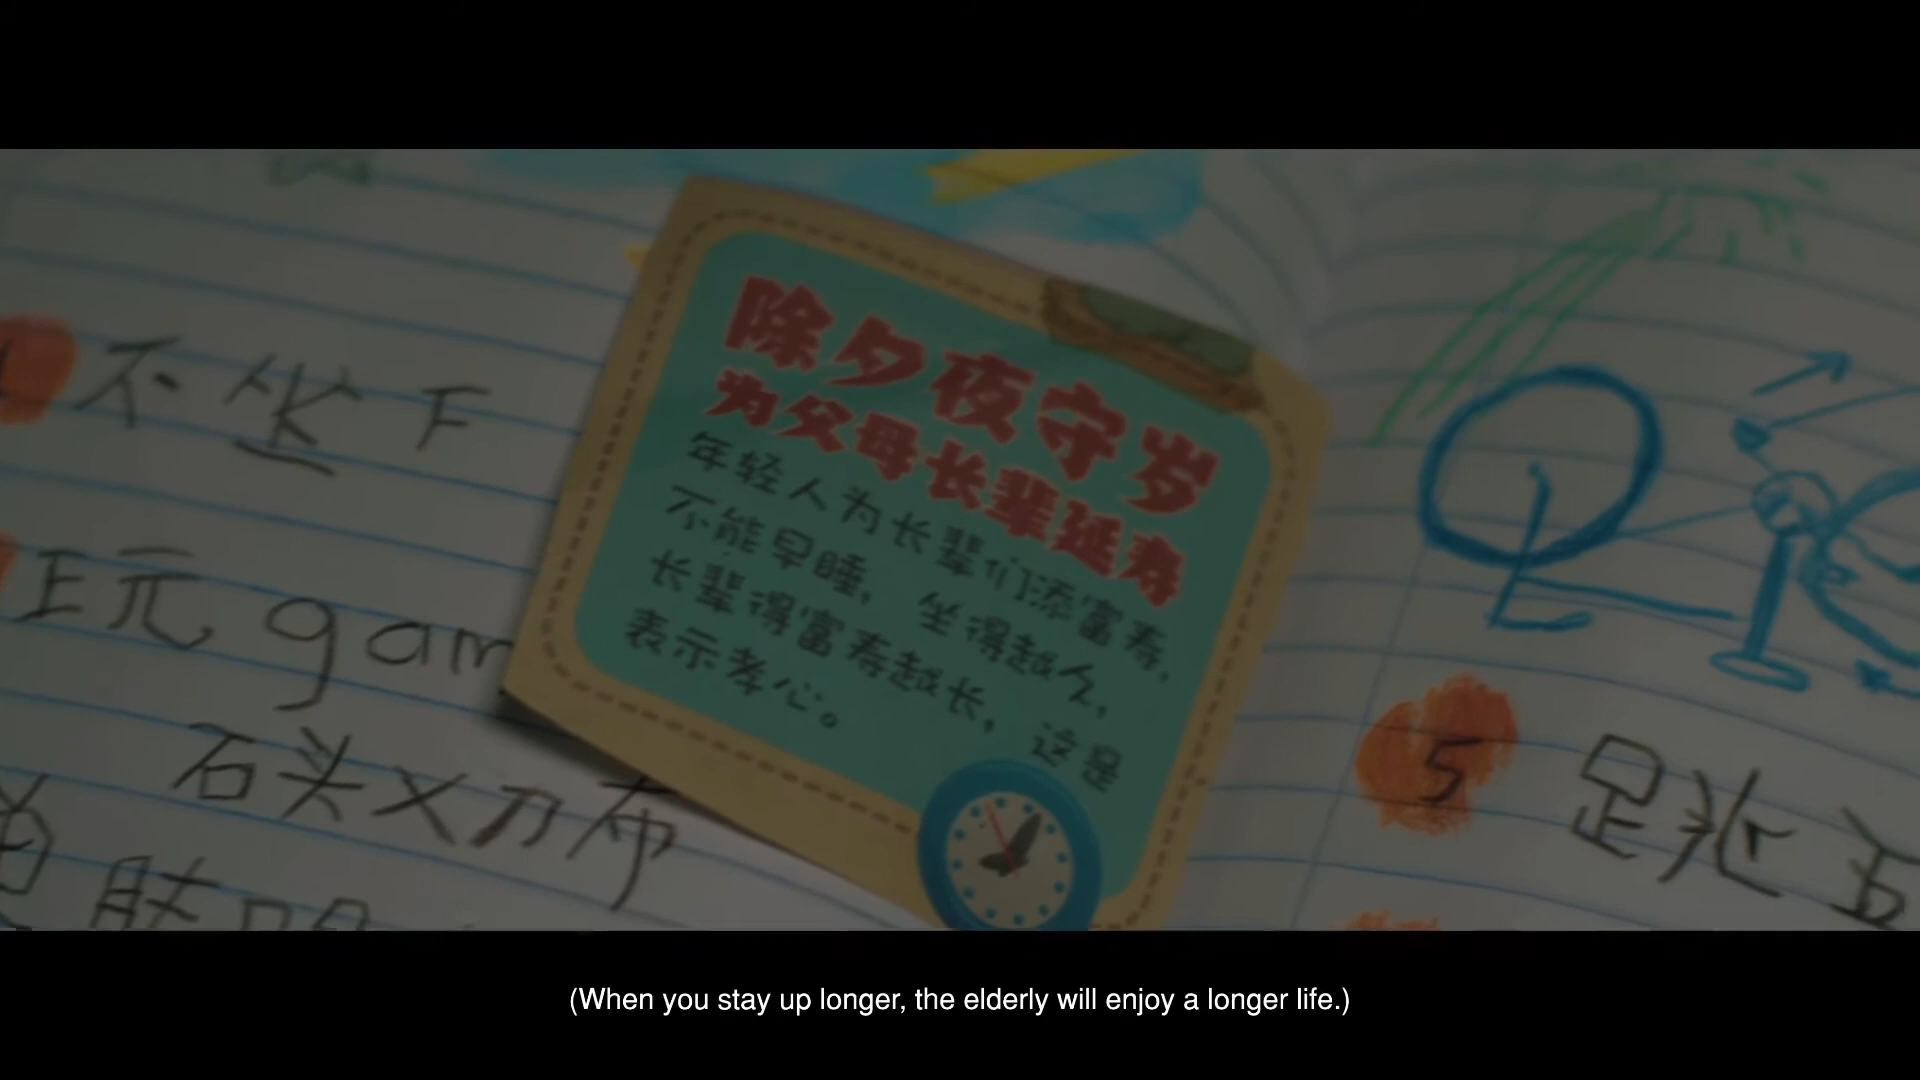 不坐下
玩 gam
石头乂刀布
除夕夜守岁
为父母长辈延寿
年轻人为长辈们添富寿,
不能早睡, 坐得越久,
长辈得富寿越长, 这是
表示孝心。
5
(When you stay up longer, the elderly will enjoy a longer life.)